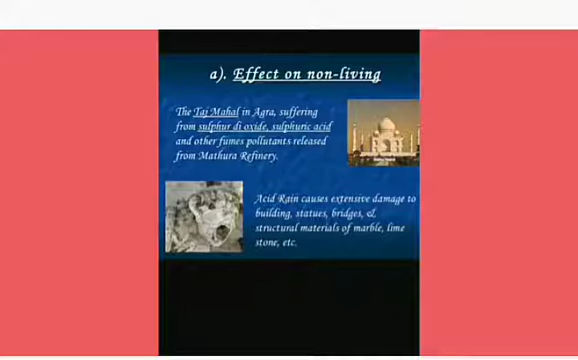 a). Effect on non-living
The Taj Mahal in Agra, suffering
from sulphur di oxide, sulphuric acid
and other fumes pollutants released
from Mathura Refinery.
Acid Rain causes extensive damage to
building, statues, bridges, &
structural materials of marble, lime
stone, etc.